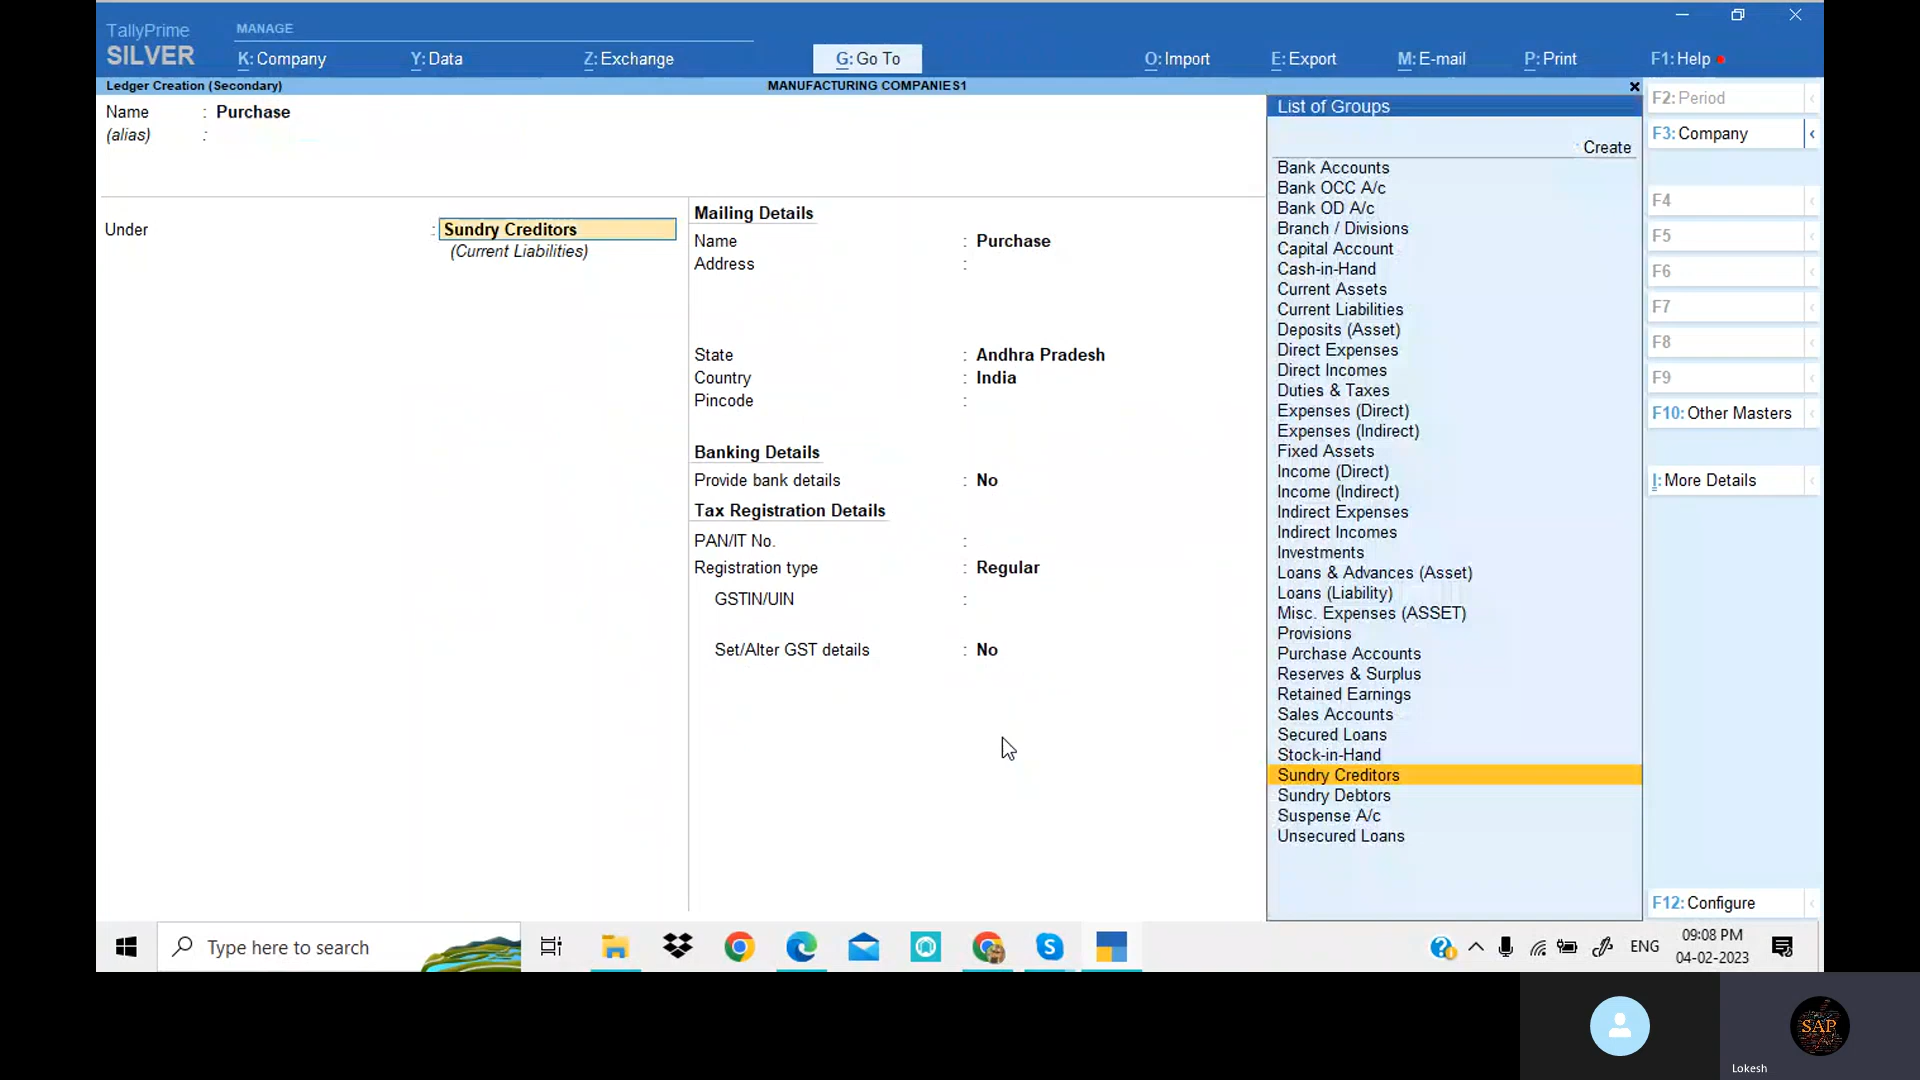 TallyPrime
SILVER
MANAGE
K: Company
Y: Data
Z: Exchange
G: Go To
O: Import
E: Export
M: E-mail
P: Print
F1: Help
Ledger Creation (Secondary)
MANUFACTURING COMPANIES1
Name : Purchase
(alias) :
Under : Sundry Creditors
(Current Liabilities)
Mailing Details
Name : Purchase
Address :
State : Andhra Pradesh
Country : India
Pincode :
Banking Details
Provide bank details : No
Tax Registration Details
PAN/IT No. :
Registration type : Regular
GSTIN/UIN :
Set/Alter GST details : No
List of Groups
Create
Bank Accounts
Bank OCC A/c
Bank OD A/c
Branch / Divisions
Capital Account
Cash-in-Hand
Current Assets
Current Liabilities
Deposits (Asset)
Direct Expenses
Direct Incomes
Duties & Taxes
Expenses (Direct)
Expenses (Indirect)
Fixed Assets
Income (Direct)
Income (Indirect)
Indirect Expenses
Indirect Incomes
Investments
Loans & Advances (Asset)
Loans (Liability)
Misc. Expenses (ASSET)
Provisions
Purchase Accounts
Reserves & Surplus
Retained Earnings
Sales Accounts
Secured Loans
Stock-in-Hand
Sundry Creditors
Sundry Debtors
Suspense A/c
Unsecured Loans
F2: Period
F3: Company
F4
F5
F6
F7
F8
F9
F10: Other Masters
I: More Details
F12: Configure
Type here to search
ENG
09:08 PM
04-02-2023
SAP
Lokesh